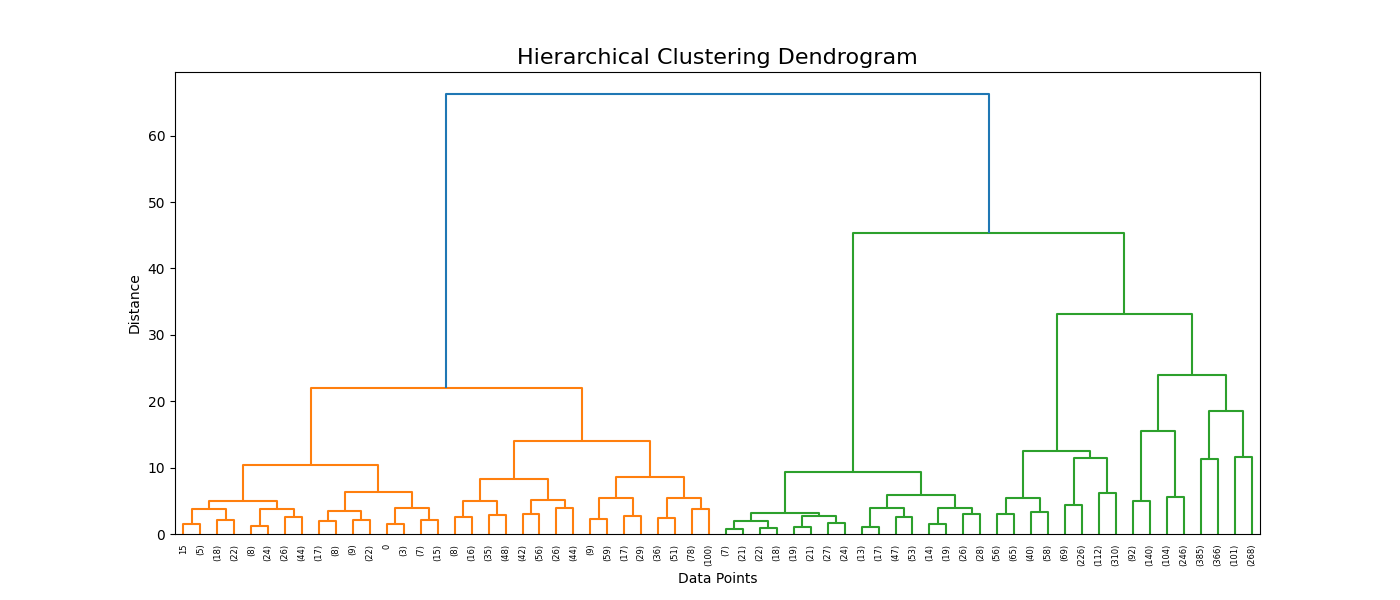 Hierarchical Clustering Dendrogram
Distance
60
50
40
30
20
10
0
15 (5) (18) (22) (8) (24) (26) (44) (17) (8) (9) (22) 0 (3) (7) (15) (8) (16) (35) (48) (42) (56) (26) (44) (9) (59) (17) (29) (36) (51) (78) (100) (7) (21) (22) (18) (19) (21) (27) (24) (13) (17) (47) (53) (14) (19) (26) (28) (56) (65) (40) (58) (69) (226) (112) (310) (92) (140) (104) (246) (385) (366) (101) (268)
Data Points